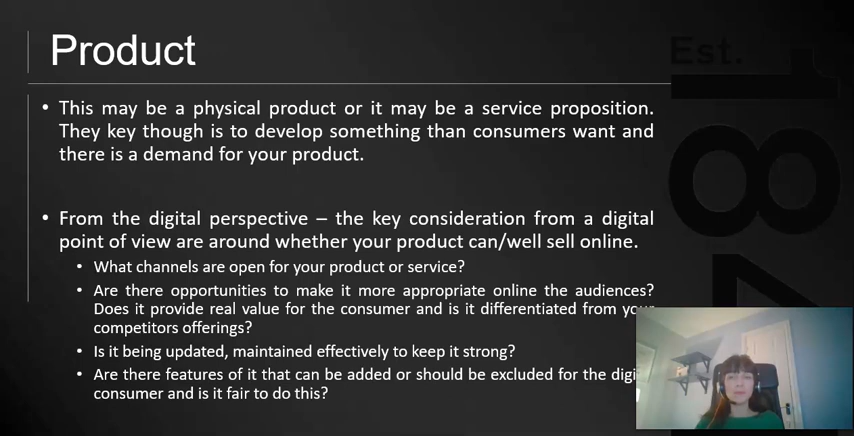 Product
Est.
187
• This may be a physical product or it may be a service proposition.
They key though is to develop something than consumers want and
there is a demand for your product.
• From the digital perspective – the key consideration from a digital
point of view are around whether your product can/well sell online.
• What channels are open for your product or service?
• Are there opportunities to make it more appropriate online the audiences?
Does it provide real value for the consumer and is it differentiated from your
competitors offerings?
• Is it being updated, maintained effectively to keep it strong?
• Are there features of it that can be added or should be excluded for the
consumer and is it fair to do this?